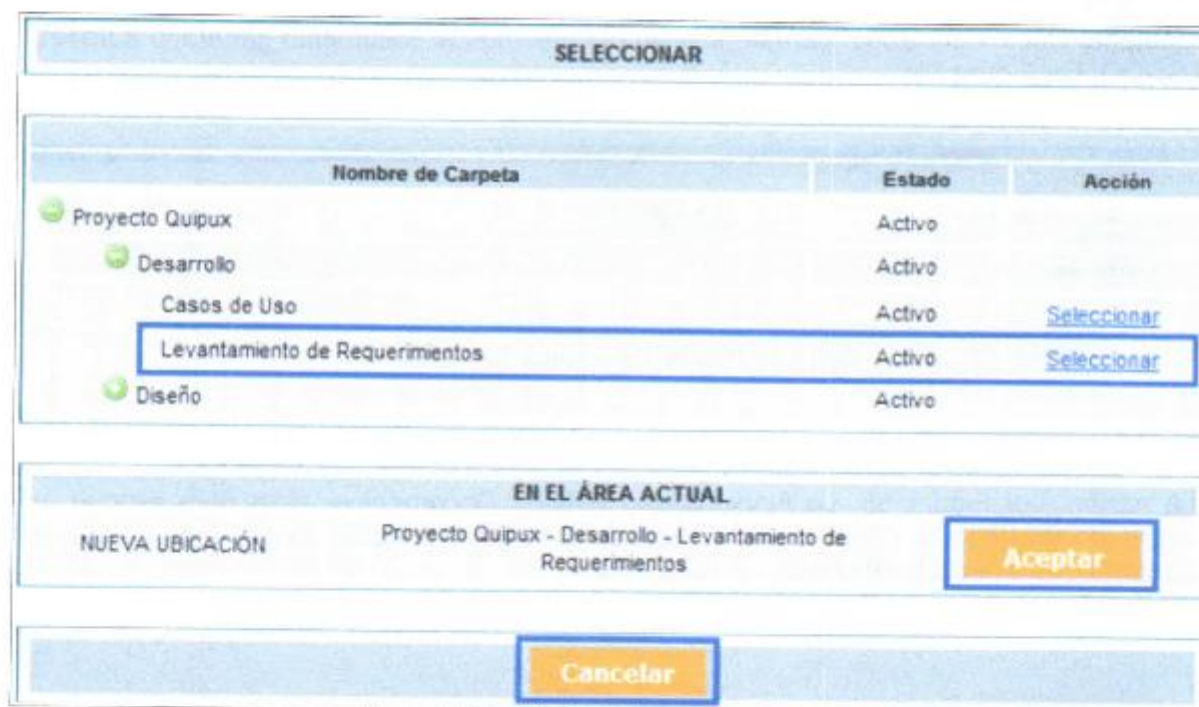 SELECCIONAR
Nombre de Carpeta Estado Acción
Proyecto Quipux Activo
Desarrollo Activo
Casos de Uso Activo Seleccionar
Levantamiento de Requerimientos Activo Seleccionar
Diseño Activo
EN EL ÁREA ACTUAL
NUEVA UBICACIÓN Proyecto Quipux - Desarrollo - Levantamiento de
Requerimientos
Aceptar
Cancelar